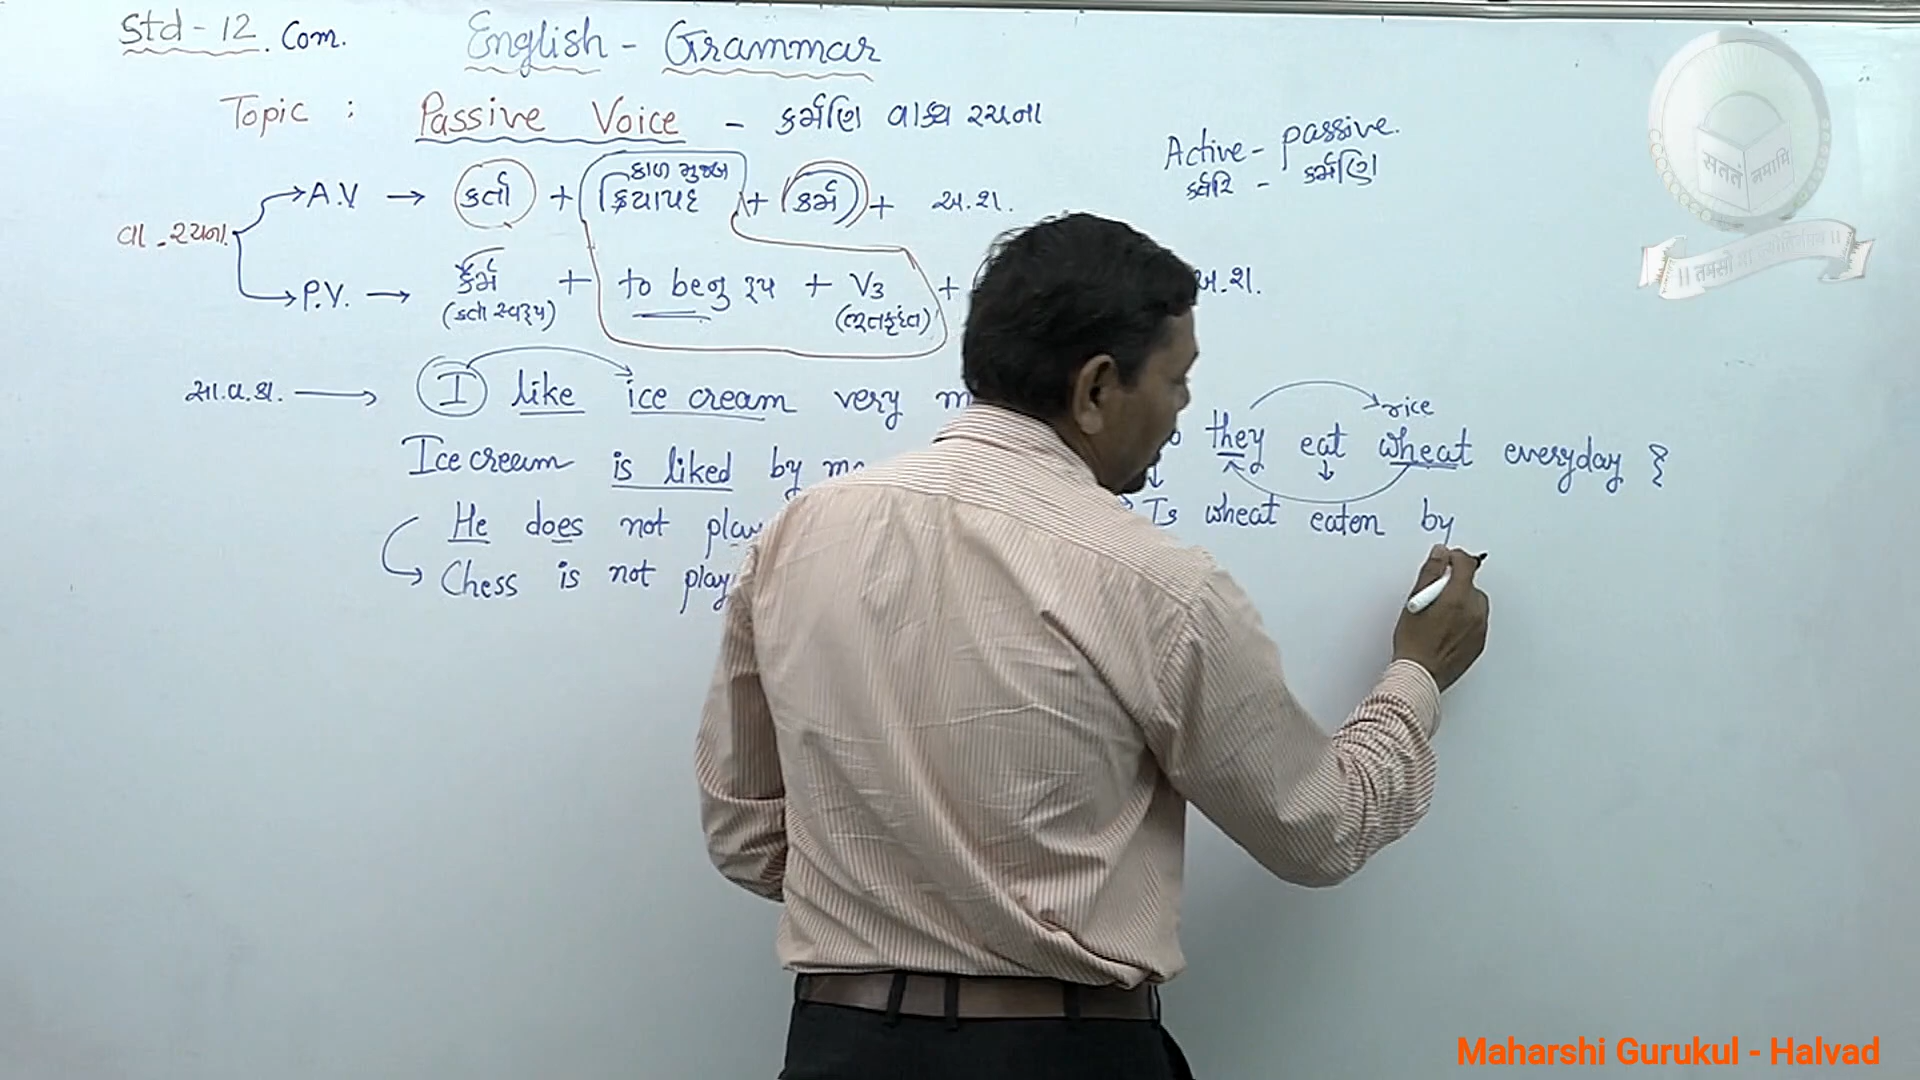 Std - 12. Com. English - Grammar
Topic : Passive Voice - કર્મણિ વાક્ય રચના
Active - passive.
કર્તરિ - કર્મણિ
કાળ મુજબ
A.V → કર્તા + ક્રિયાપદ + કર્મ + અ.શ.
વા. રચના
P.V. → કર્મ + to beનુ રૂપ + V3 + અ.શ.
(કર્તા સ્વરૂપ) (ભૂતકૃદંત)
સા.વ.કા. → I like ice cream very
rice
they eat wheat everyday
Ice cream is liked by
Is wheat eaten by
He does not play
Chess is not play
સતતં નમામિ
Maharshi Gurukul - Halvad